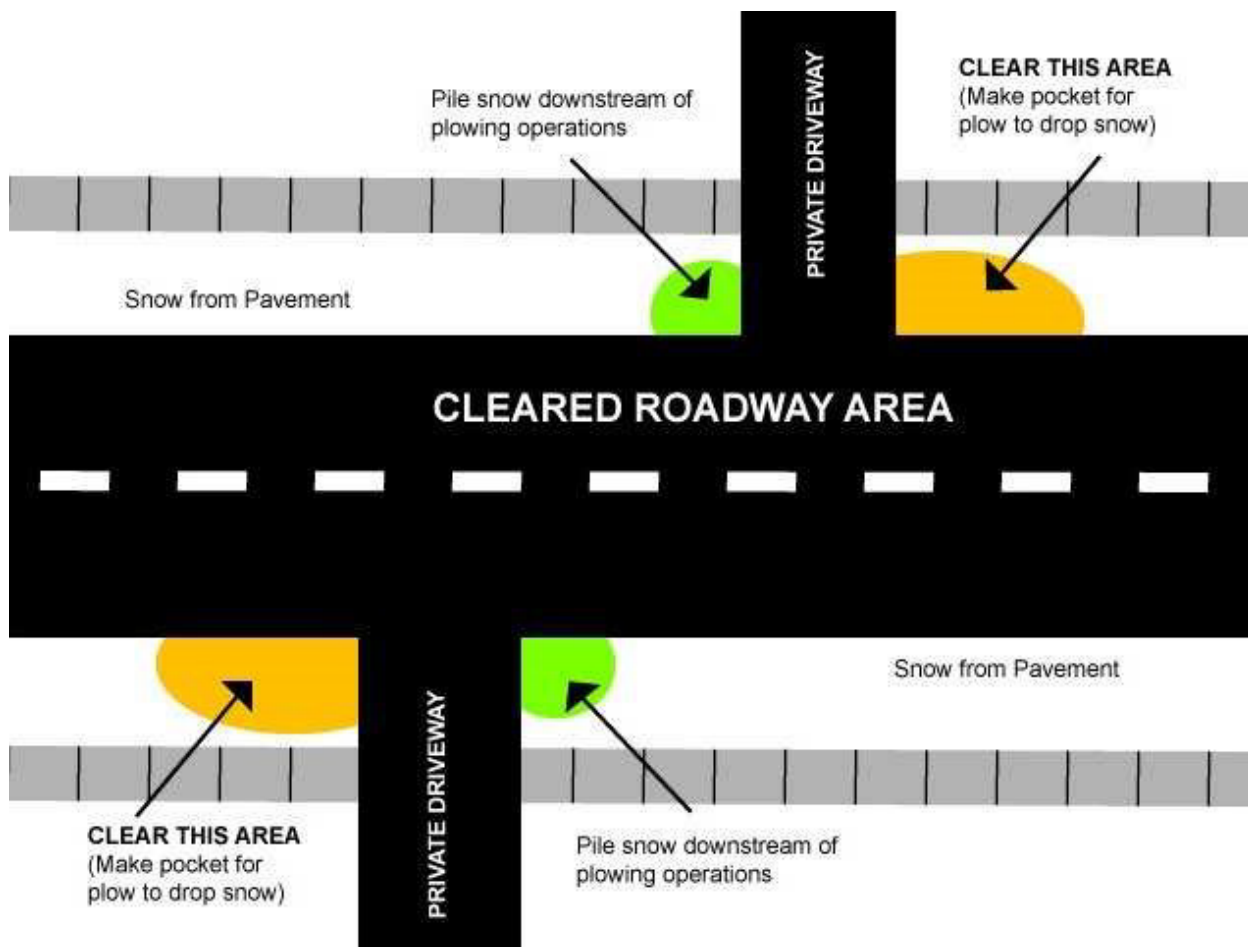 PRIVATE DRIVEWAY
CLEAR THIS AREA
(Make pocket for
plow to drop snow)
Pile snow downstream of
plowing operations
Snow from Pavement
CLEARED ROADWAY AREA
Snow from Pavement
PRIVATE DRIVEWAY
CLEAR THIS AREA
(Make pocket for
plow to drop snow)
Pile snow downstream of
plowing operations